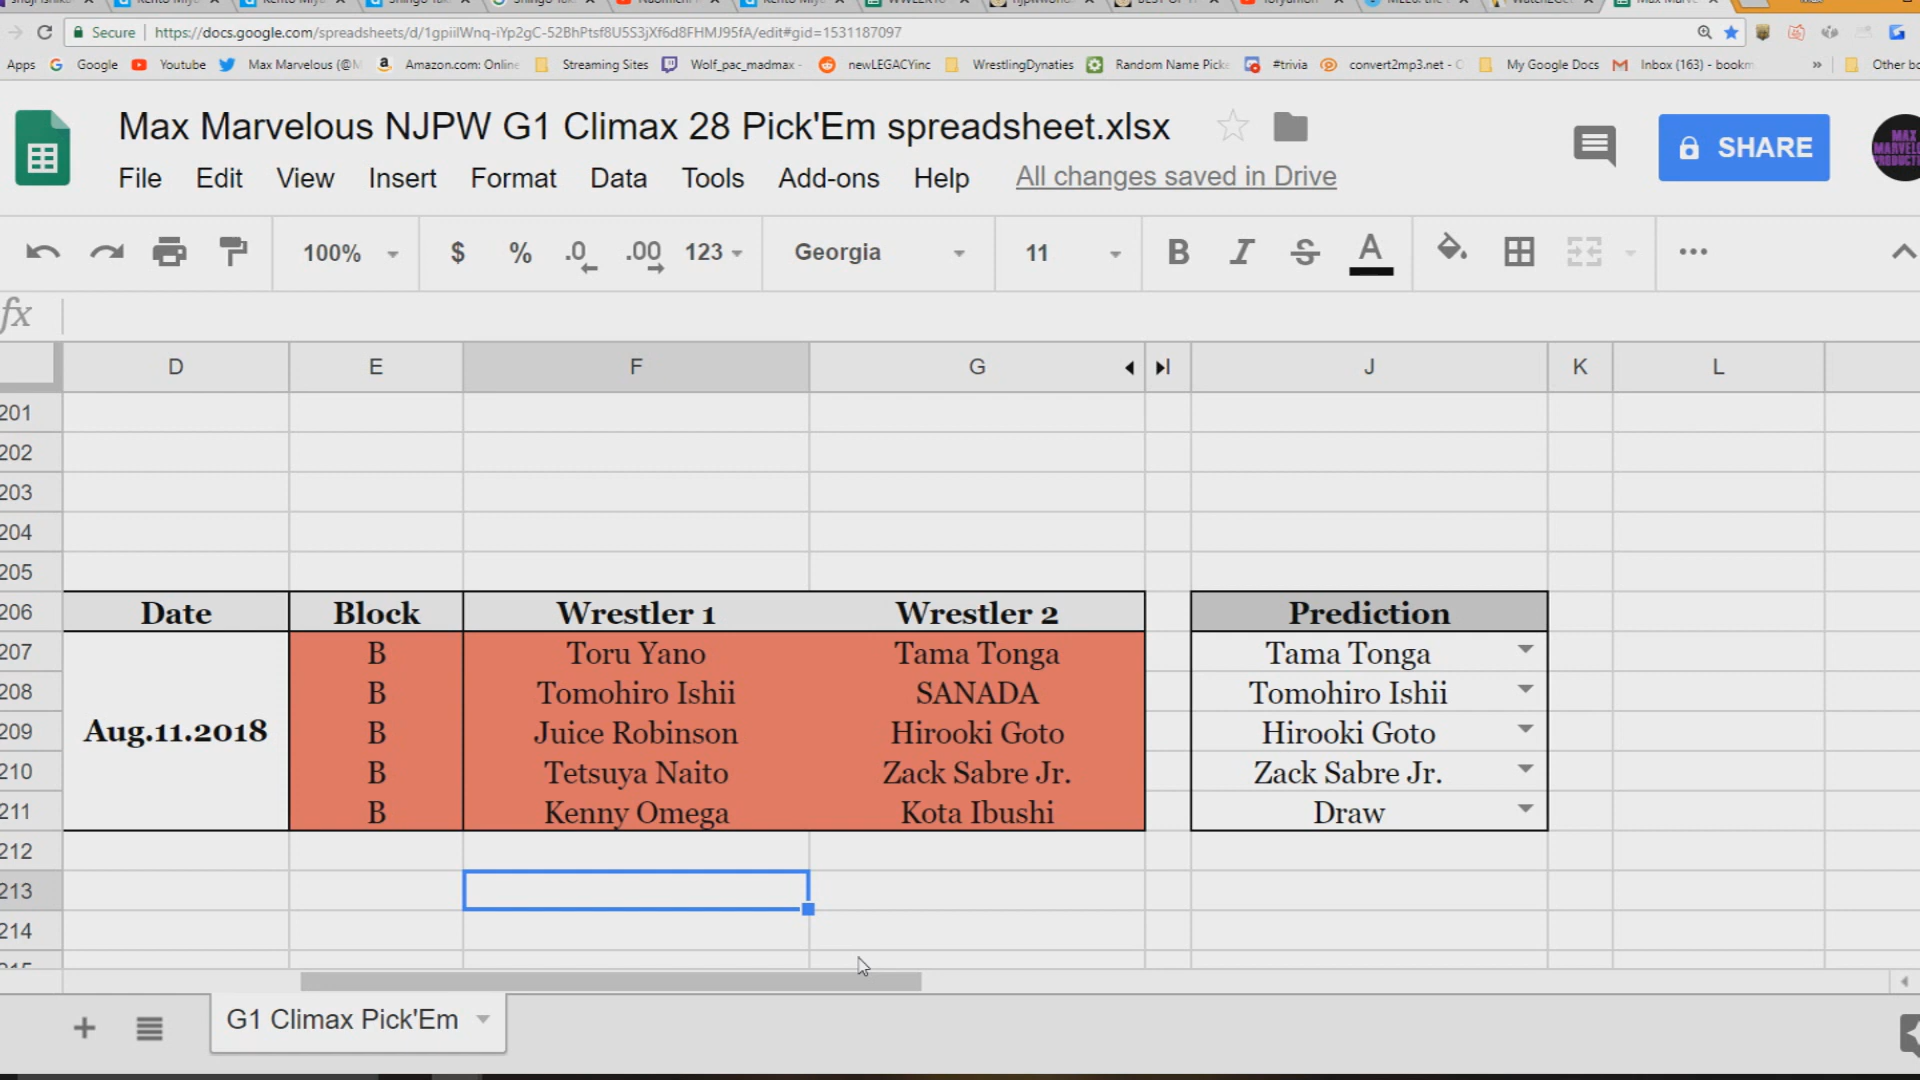 Secure https://docs.google.com/spreadsheets/d/1gpiilWnq-iYp2gC-52BhPtsf8U5S3jXf6d8FHMJ95fA/edit#gid=1531187097
Apps Google Youtube Max Marvelous (@M Amazon.com: Online Streaming Sites Wolf_pac_madmax - newLEGACYinc WrestlingDynaties Random Name Picke #trivia convert2mp3.net - C My Google Docs Inbox (163) - bookm » Other bo
Max Marvelous NJPW G1 Climax 28 Pick'Em spreadsheet.xlsx
SHARE
File Edit View Insert Format Data Tools Add-ons Help All changes saved in Drive
100% $ % .0 .00 123 Georgia 11 B I S A
fx
D E F G J K L
201
202
203
204
205
206 Date Block Wrestler 1 Wrestler 2 Prediction
207 B Toru Yano Tama Tonga Tama Tonga
208 B Tomohiro Ishii SANADA Tomohiro Ishii
209 Aug.11.2018 B Juice Robinson Hirooki Goto Hirooki Goto
210 B Tetsuya Naito Zack Sabre Jr. Zack Sabre Jr.
211 B Kenny Omega Kota Ibushi Draw
212
213
214
G1 Climax Pick'Em